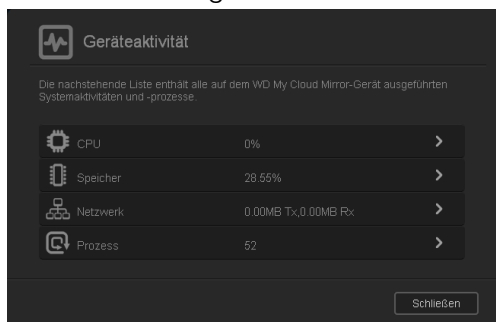 Geräteaktivität
Die nachstehende Liste enthält alle auf dem WD My Cloud Mirror-Gerät ausgeführten
Systemaktivitäten und -prozesse.
CPU 0%
Speicher 28.55%
Netzwerk 0.00MB Tx,0.00MB Rx
Prozess 52
Schließen